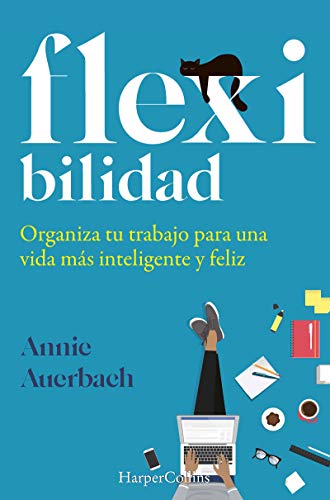 flexi
bilidad
Organiza tu trabajo para una
vida más inteligente y feliz
Annie
Auerbach
HarperCollins